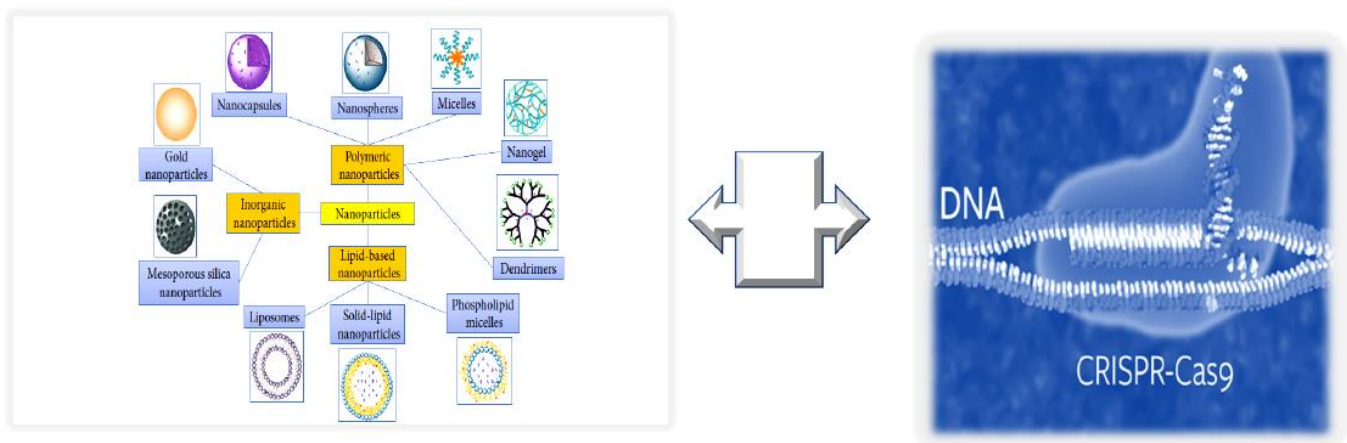 Nanocapsules
Nanospheres
Micelles
Gold
nanoparticles
Polymeric
nanoparticles
Nanogel
Inorganic
nanoparticles
Nanoparticles
Mesoporous silica
nanoparticles
Lipid-based
nanoparticles
Dendrimers
Liposomes
Solid-lipid
nanoparticles
Phospholipid
micelles
DNA
CRISPR-Cas9